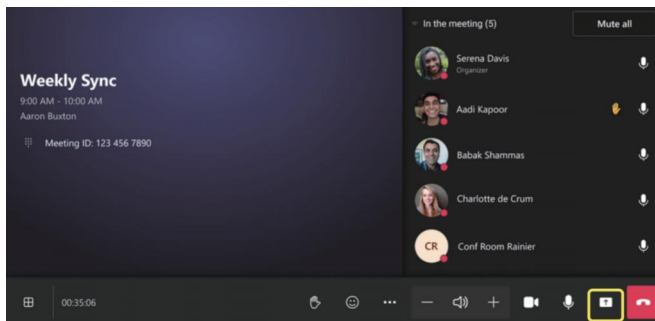 In the meeting (5)
Mute all
Weekly Sync
9:00 AM - 10:00 AM
Aaron Buxton
Meeting ID: 123 456 7890
Serena Davis
Organizer
Aadi Kapoor
Babak Shammas
Charlotte de Crum
CR
Conf Room Rainier
00:35:06